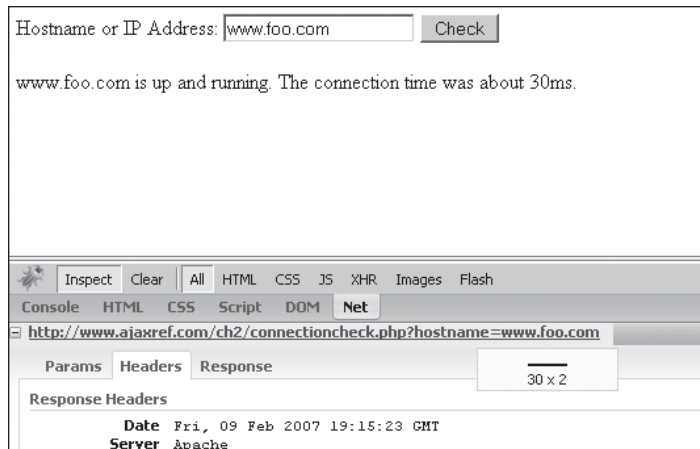 Hostname or IP Address: www.foo.com Check
www.foo.com is up and running. The connection time was about 30ms.
Inspect Clear All HTML CSS JS XHR Images Flash
Console HTML CSS Script DOM Net
http://www.ajaxref.com/ch2/connectioncheck.php?hostname=www.foo.com
Params Headers Response
30 x 2
Response Headers
Date Fri, 09 Feb 2007 19:15:23 GMT
Server Apache